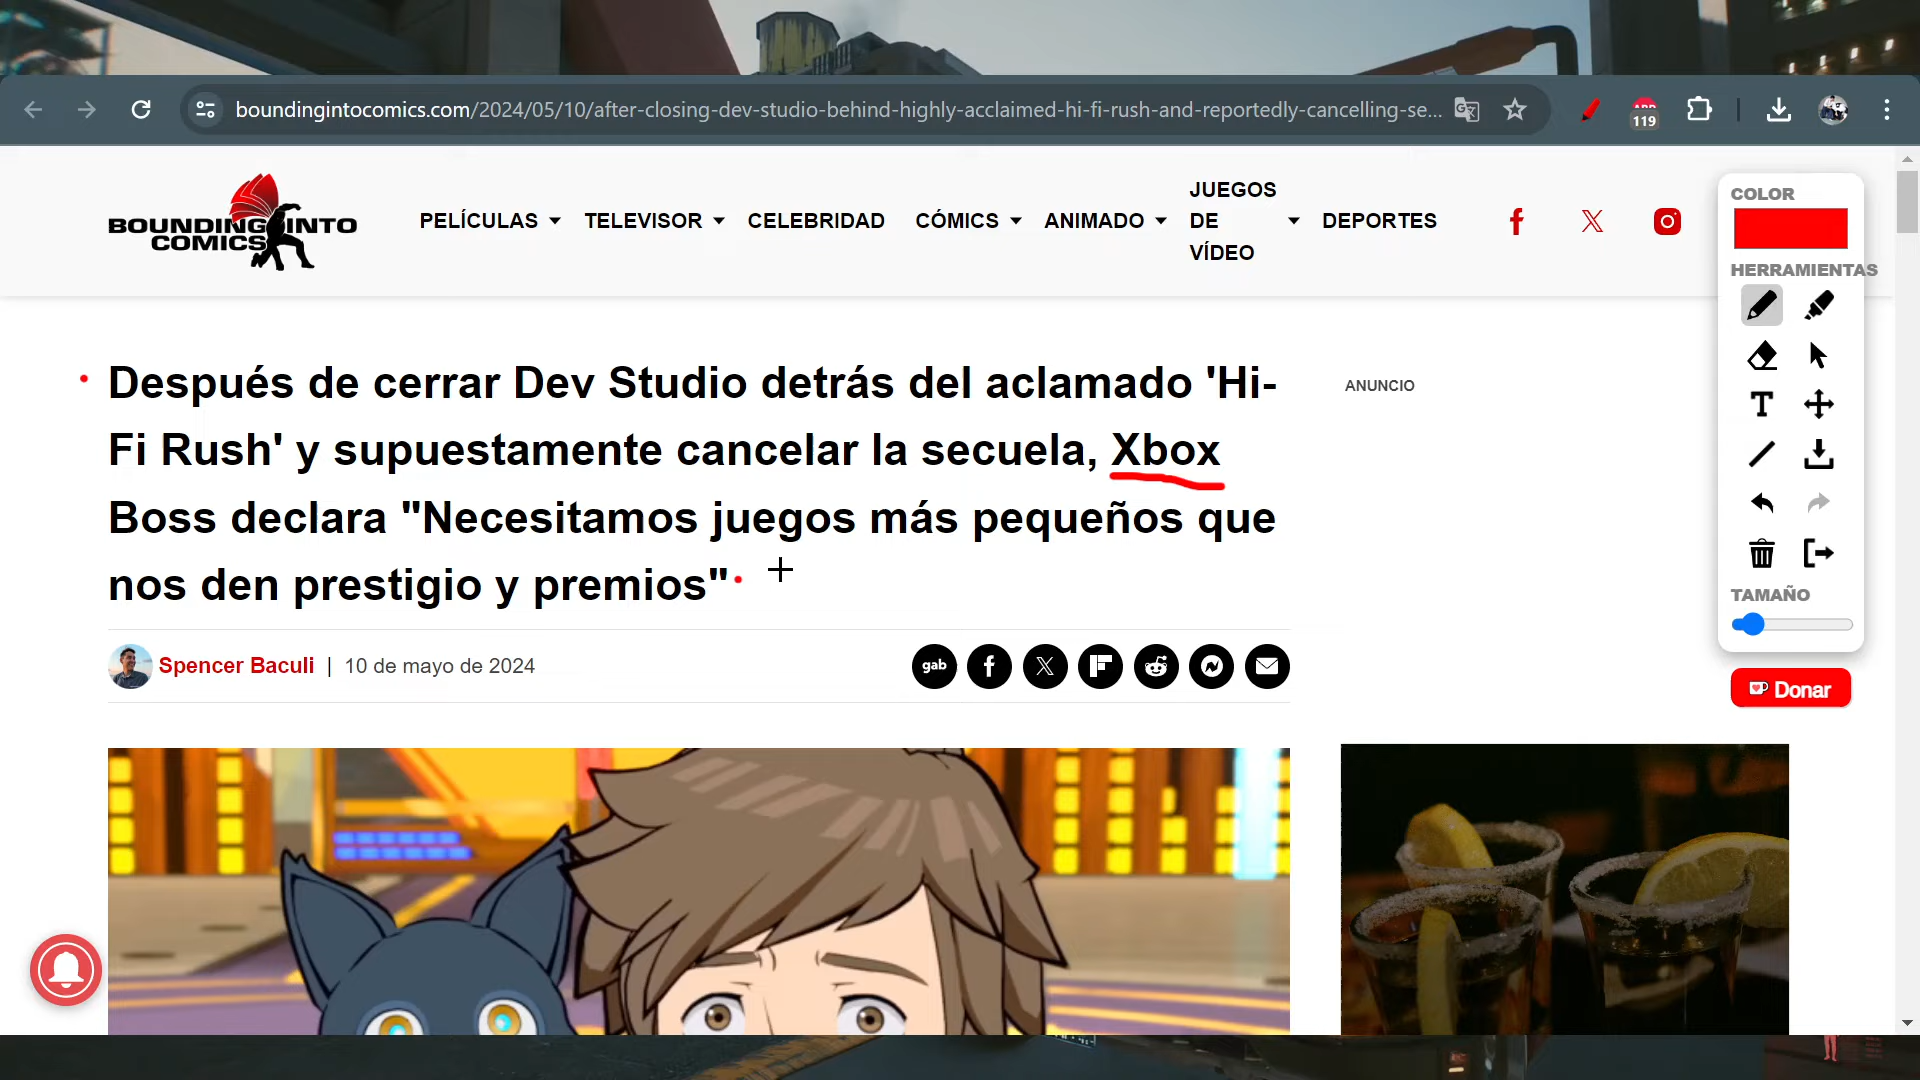 boundingintocomics.com/2024/05/10/after-closing-dev-studio-behind-highly-acclaimed-hi-fi-rush-and-reportedly-cancelling-se...
ABP
119
BOUNDING INTO
COMICS
PELÍCULAS
TELEVISOR
CELEBRIDAD
CÓMICS
ANIMADO
JUEGOS
DE
VÍDEO
DEPORTES
COLOR
HERRAMIENTAS
T
TAMAÑO
Donar
Después de cerrar Dev Studio detrás del aclamado 'Hi-
Fi Rush' y supuestamente cancelar la secuela, Xbox
Boss declara "Necesitamos juegos más pequeños que
nos den prestigio y premios"
ANUNCIO
Spencer Baculi | 10 de mayo de 2024
gab